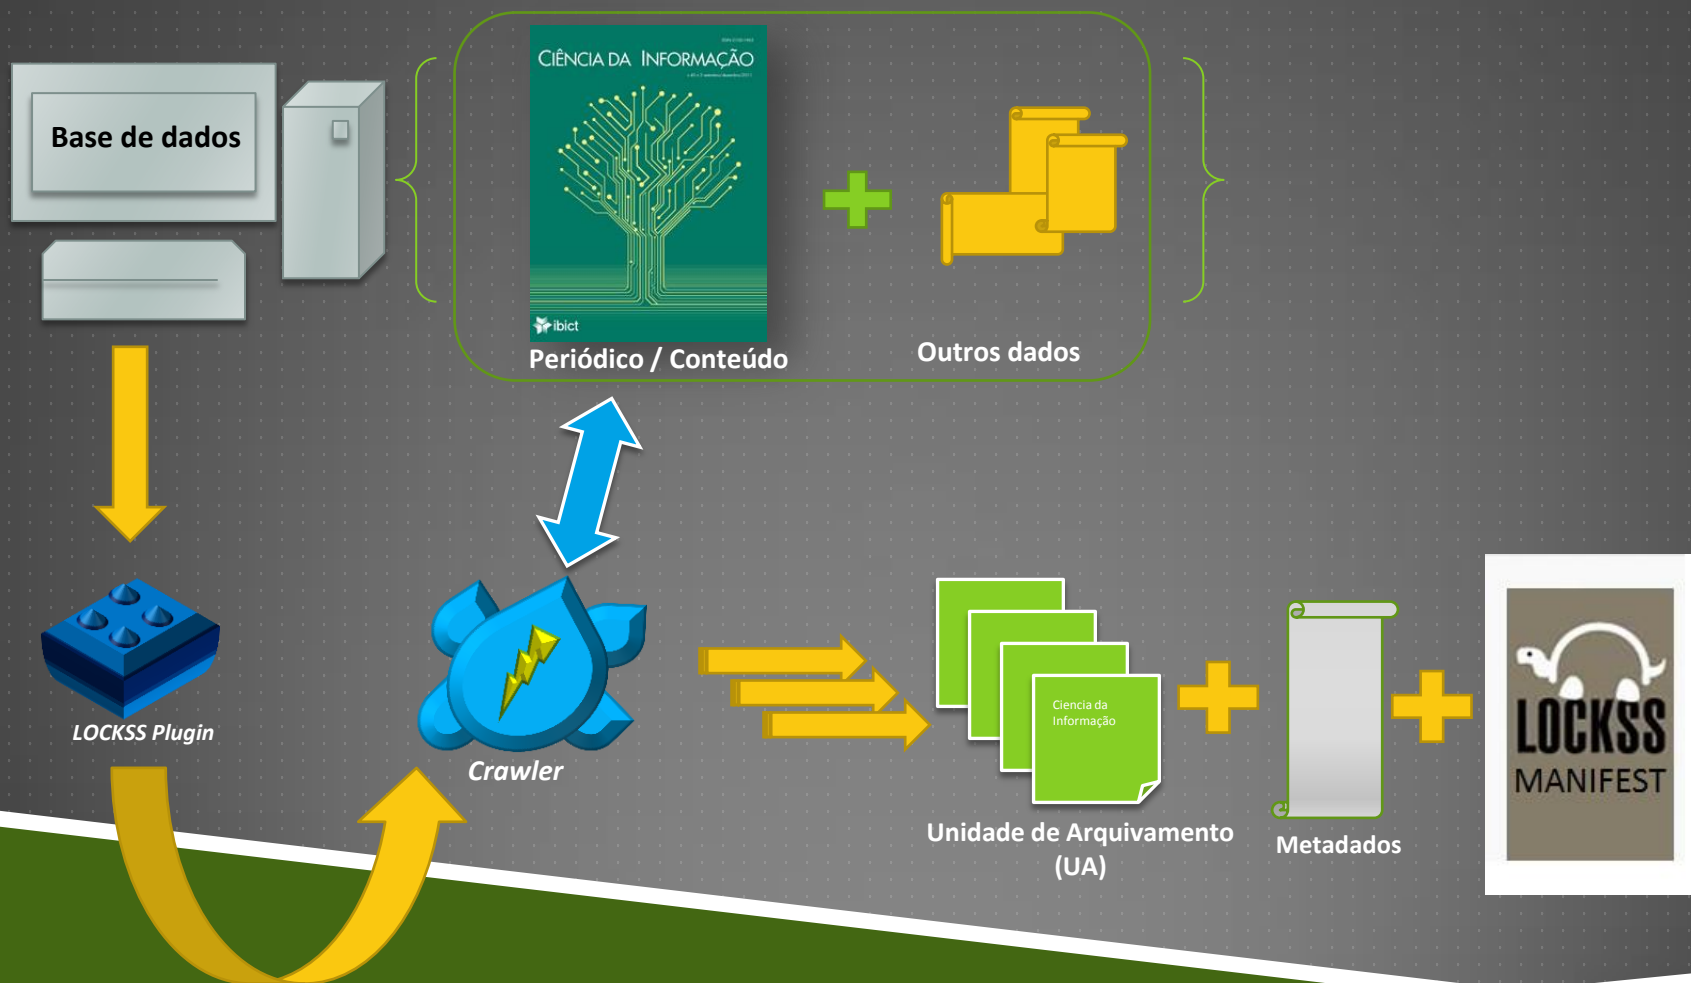 Base de dados
CIÊNCIA DA INFORMAÇÃO
ibict
Periódico / Conteúdo
Outros dados
LOCKSS Plugin
Crawler
Ciencia da
Informação
Unidade de Arquivamento
(UA)
Metadados
LOCKSS
MANIFEST